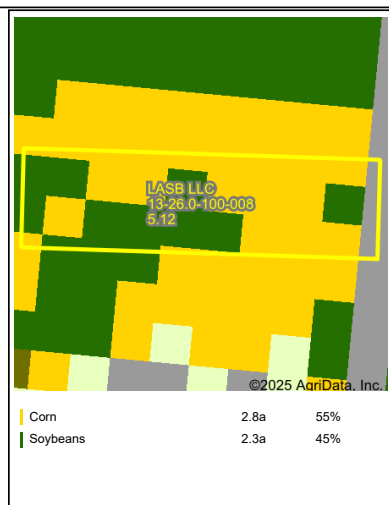 LASB LLC
13-26.0-100-008
5.12
©2025 AgriData, Inc.
Corn 2.8a 55%
Soybeans 2.3a 45%